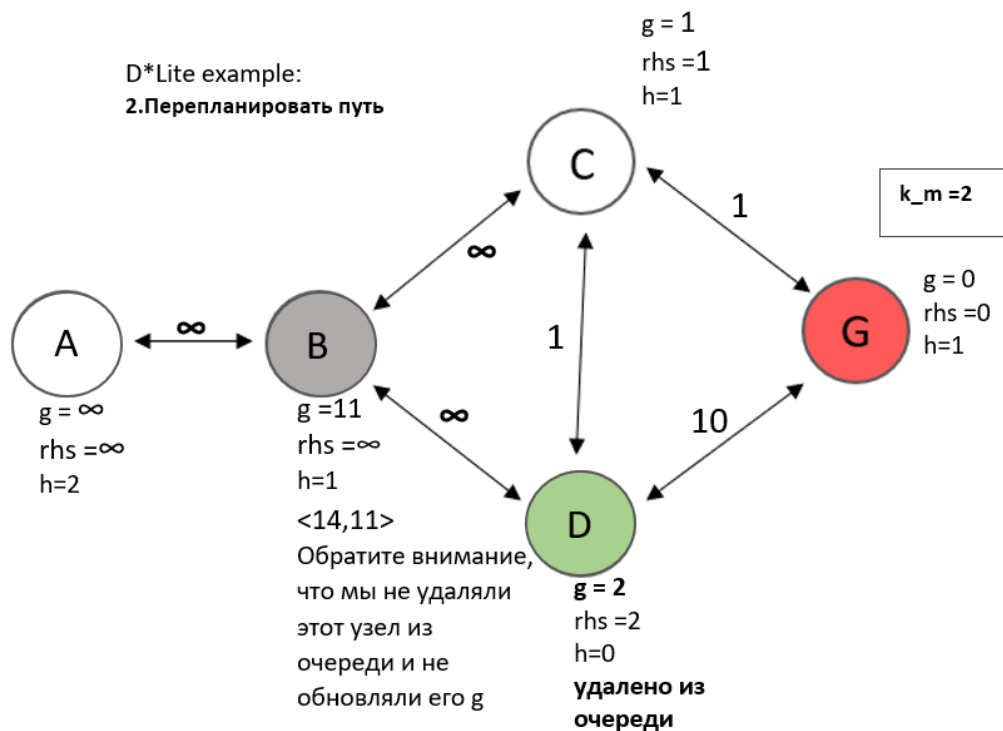 D*Lite example:
2.Перепланировать путь
g = 1
rhs =1
h=1
C
k_m =2
∞
1
g = 0
rhs =0
h=1
G
A
∞
B
1
g = ∞
rhs =∞
h=2
g =11
rhs =∞
h=1
<14,11>
Обратите внимание,
что мы не удаляли
этот узел из
очереди и не
обновляли его g
∞
10
D
g = 2
rhs =2
h=0
удалено из
очереди